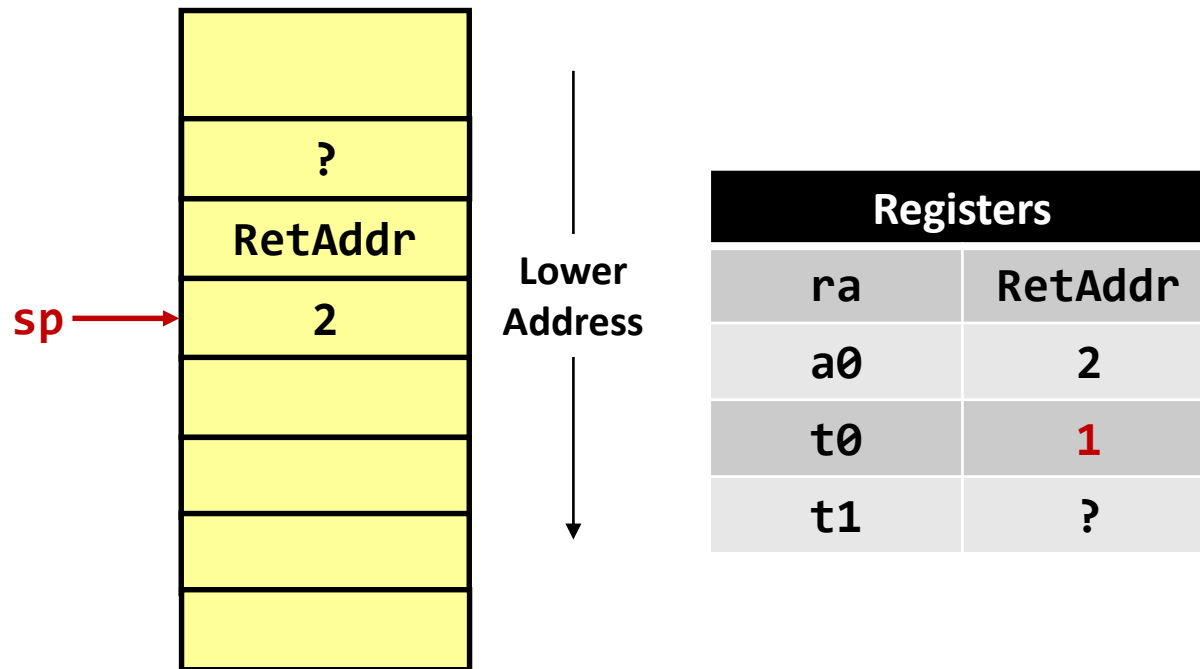 ?
RetAddr
sp
2
Lower
Address
Registers
ra RetAddr
a0 2
t0 1
t1 ?